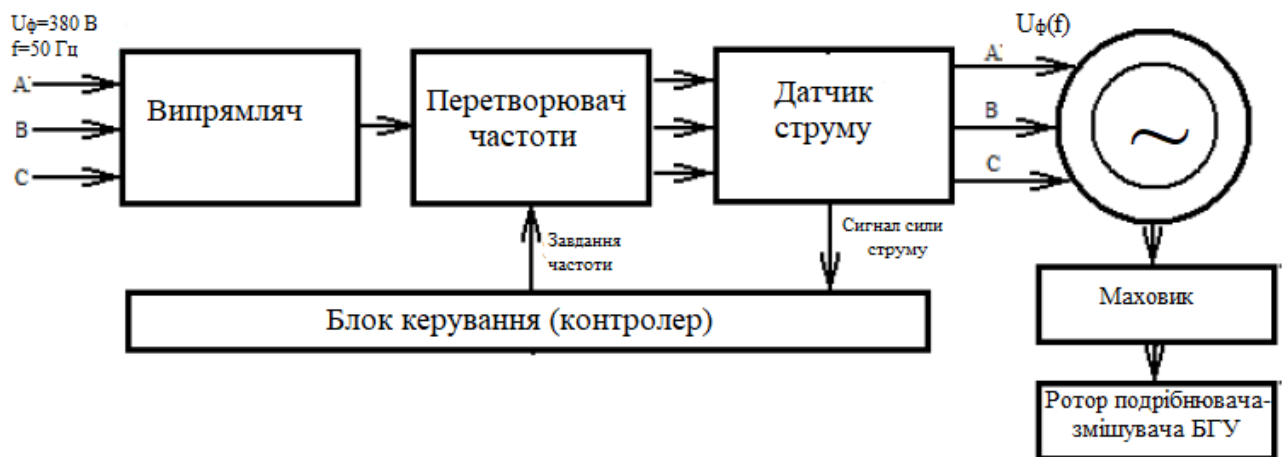 Uф=380 В
f=50 Гц
A
B
C
Випрямляч
Перетворювач
частоти
Датчик
струму
Uф(f)
A
B
C
~
Завдання
частоти
Сигнал сили
струму
Блок керування (контролер)
Маховик
Ротор подрібнювача-
змішувача БГУ